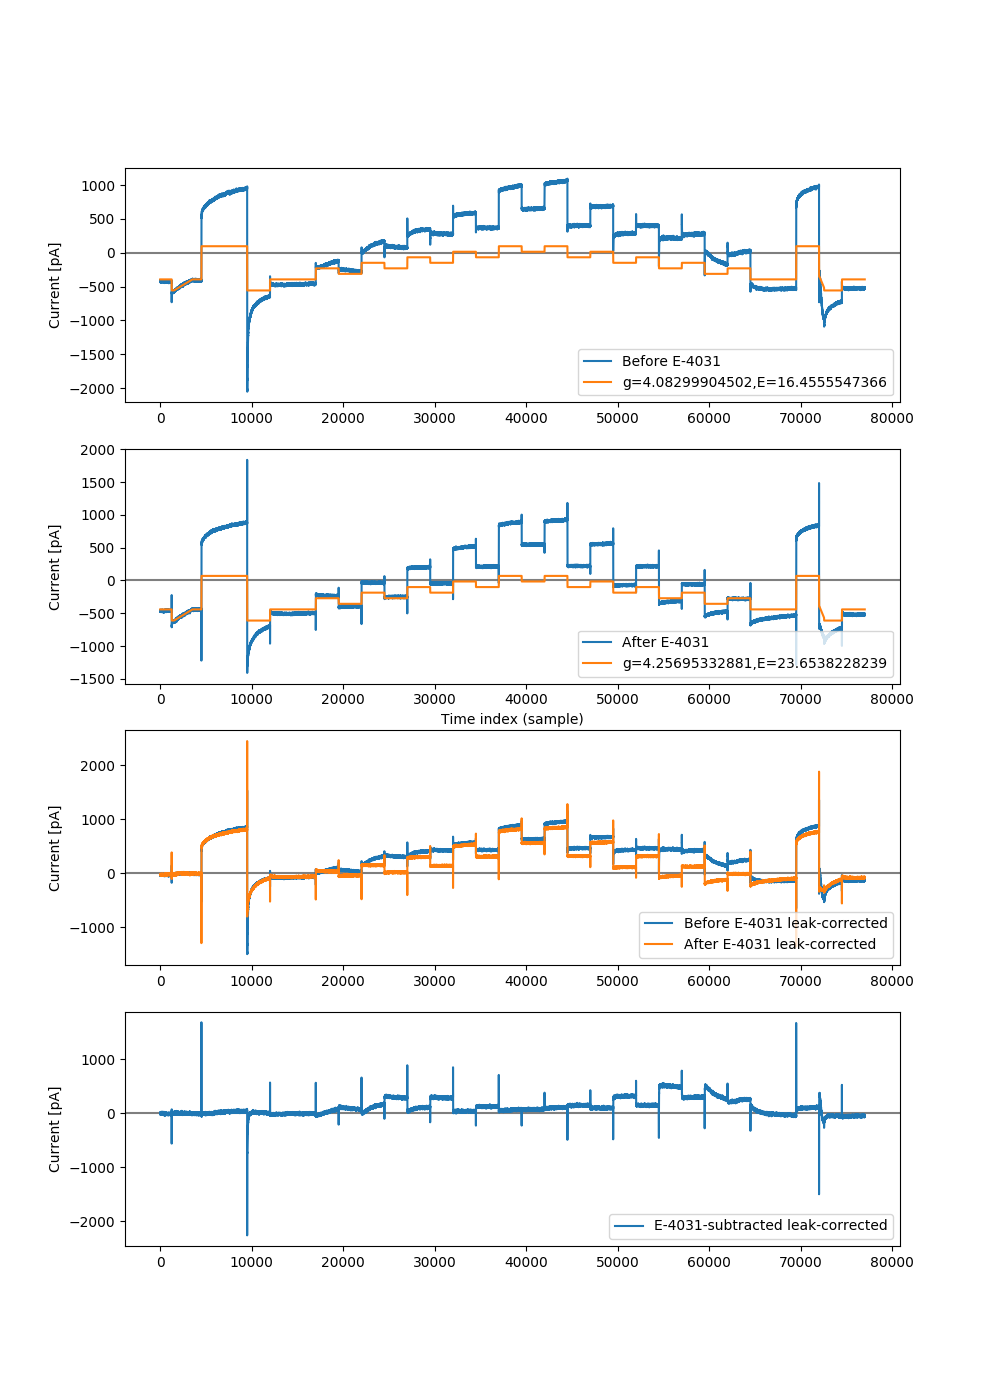 1000
500
0
−500
−1000
−1500
−2000
Current [pA]
Before E-4031
g=4.08299904502,E=16.4555547366
0 10000 20000 30000 40000 50000 60000 70000 80000
2000
1500
1000
500
0
−500
−1000
−1500
Current [pA]
After E-4031
g=4.25695332881,E=23.6538228239
0 10000 20000 30000 40000 50000 60000 70000 80000
Time index (sample)
2000
1000
0
−1000
Current [pA]
Before E-4031 leak-corrected
After E-4031 leak-corrected
0 10000 20000 30000 40000 50000 60000 70000 80000
1000
0
−1000
−2000
Current [pA]
E-4031-subtracted leak-corrected
0 10000 20000 30000 40000 50000 60000 70000 80000